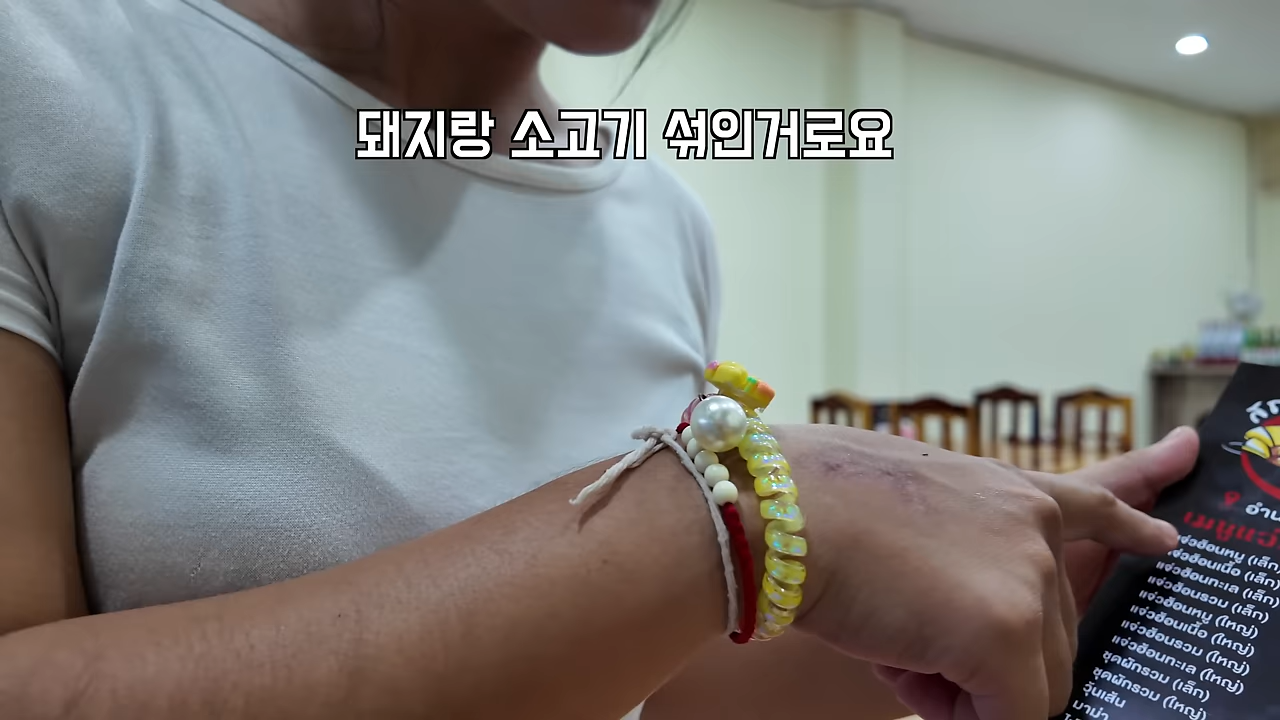 돼지랑 소고기 섞인거로요
แจ่วฮ้อนหมู (เล็ก)
แจ่วฮ้อนเนื้อ (เล็ก)
แจ่วฮ้อนทะเล (เล็ก)
แจ่วฮ้อนรวม (เล็ก)
แจ่วฮ้อนหมู (ใหญ่)
แจ่วฮ้อนเนื้อ (ใหญ่)
แจ่วฮ้อนรวม (ใหญ่)
แจ่วฮ้อนทะเล (ใหญ่)
ชุดผักรวม (เล็ก)
ชุดผักรวม (ใหญ่)
วุ้นเส้น
มาม่า